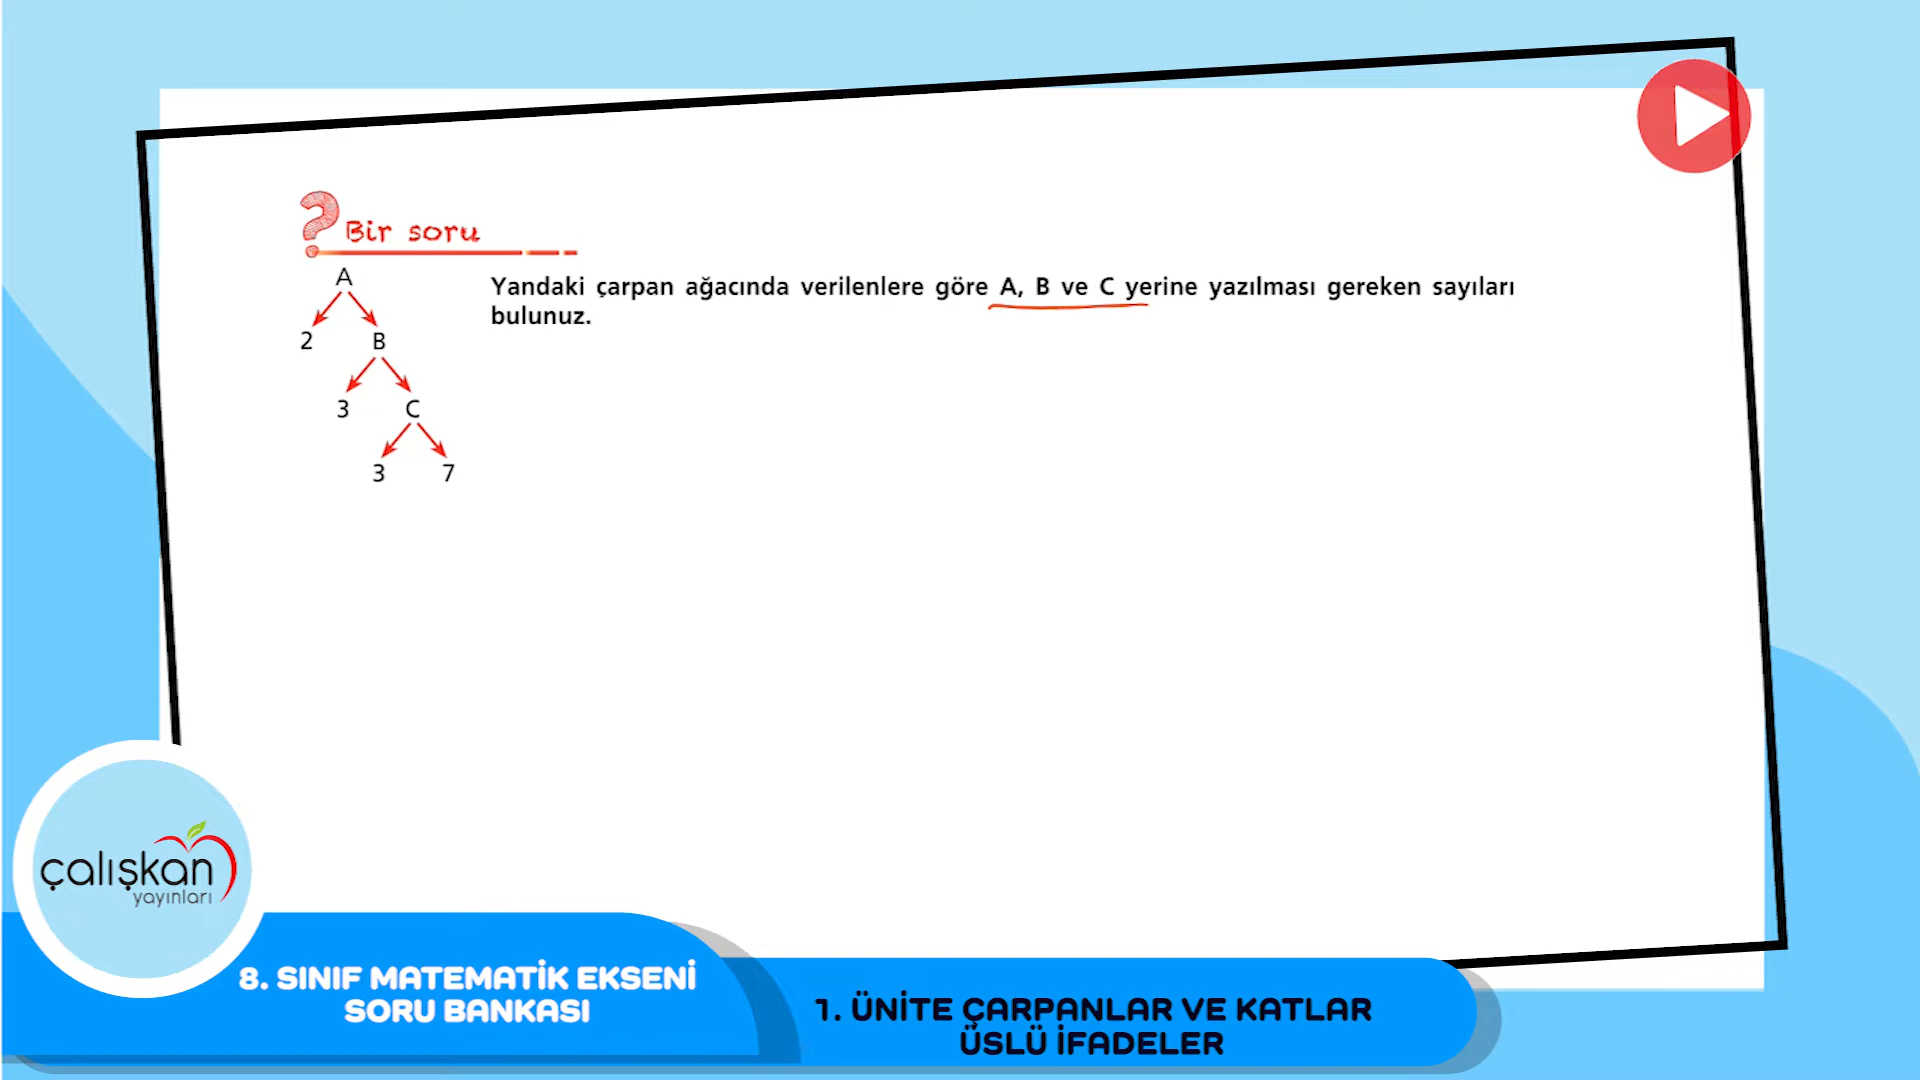 ?
Bir soru
A
Yandaki çarpan ağacında verilenlere göre A, B ve C yerine yazılması gereken sayıları
bulunuz.
2 B
3 C
3 7
çalışkan
yayınları
8. SINIF MATEMATİK EKSENİ
SORU BANKASI
1. ÜNİTE ÇARPANLAR VE KATLAR
ÜSLÜ İFADELER